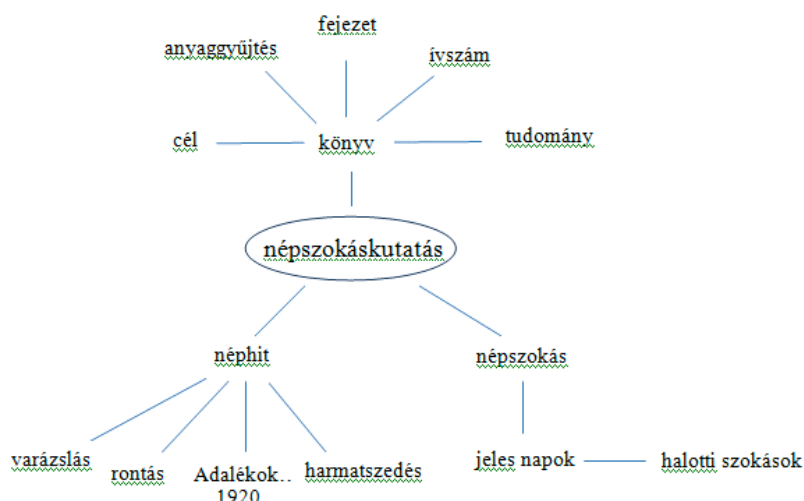 fejezet
anyaggyűjtés
ívszám
cél
könyv
tudomány
népszokáskutatás
néphit
népszokás
varázslás
rontás
Adalékok..
1920
harmatszedés
jeles napok
halotti szokások